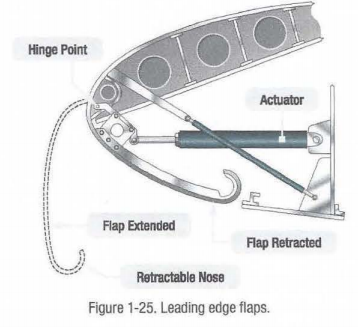 Hinge Point
Actuator
Flap Extended
Flap Retracted
Retractable Nose
Figure 1-25. Leading edge flaps.